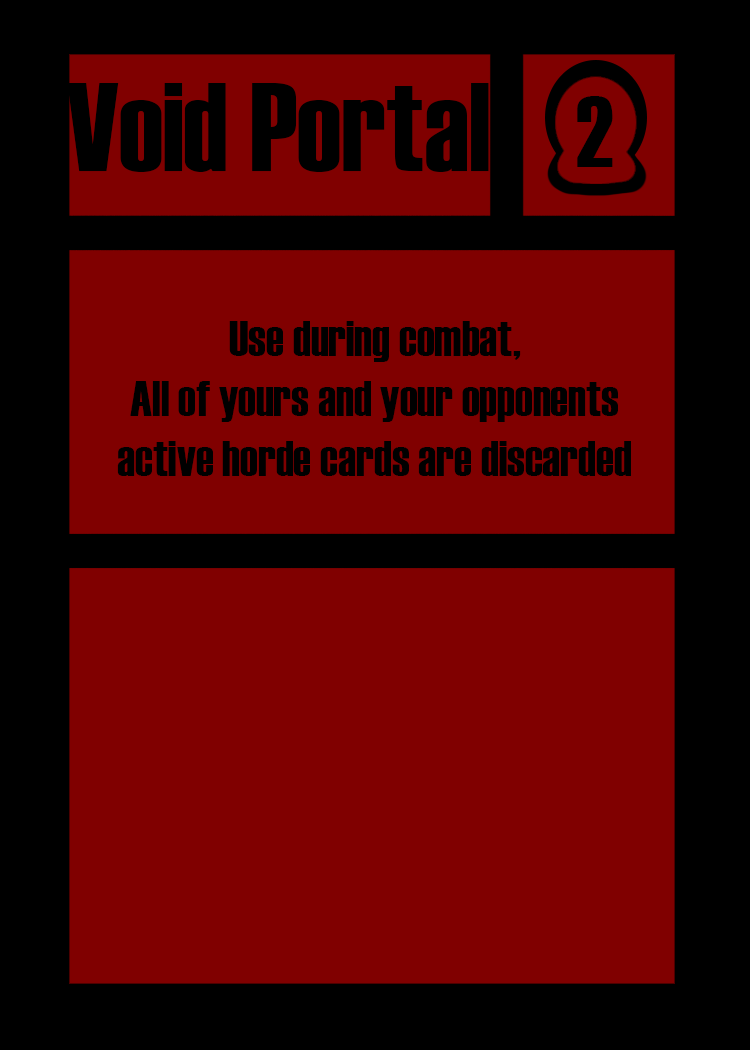 Void Portal
2
Use during combat,
All of yours and your opponents
active horde cards are discarded